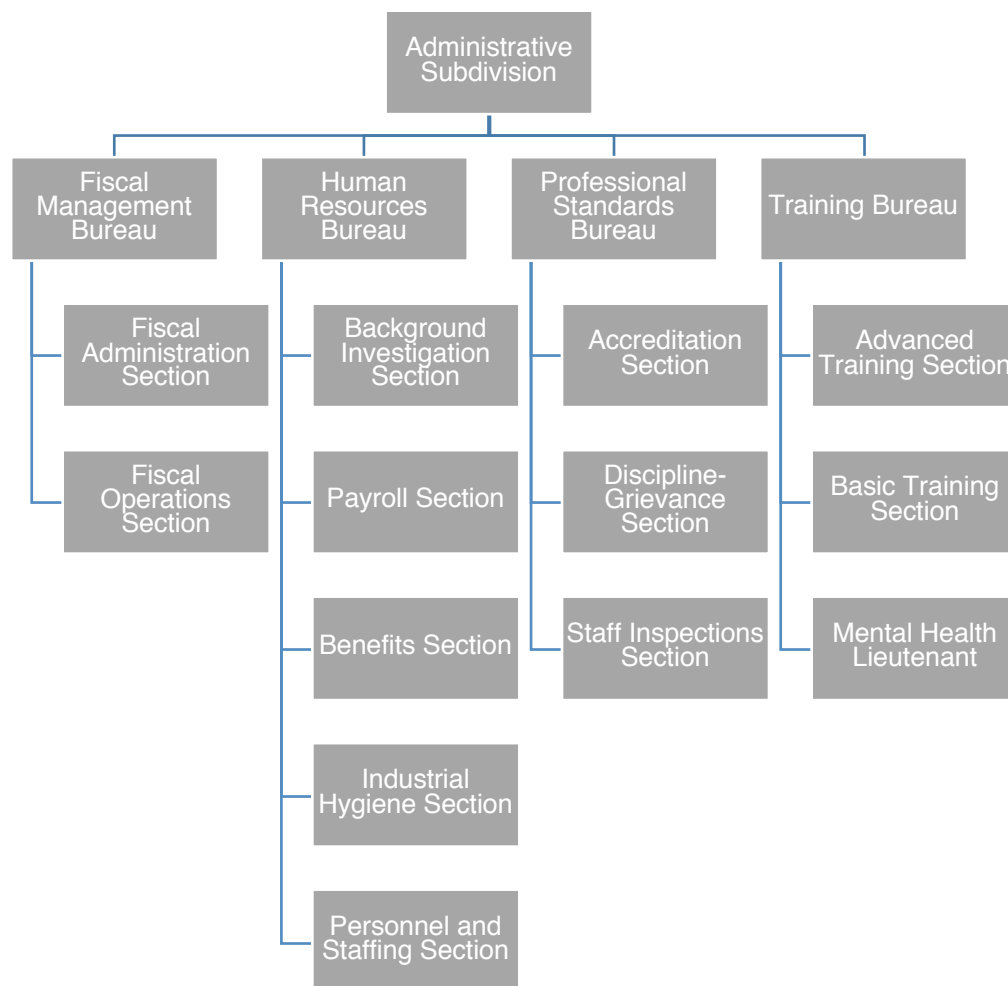 Administrative
Subdivision
Fiscal
Management
Bureau
Human
Resources
Bureau
Professional
Standards
Bureau
Training Bureau
Fiscal
Administration
Section
Background
Investigation
Section
Accreditation
Section
Advanced
Training Section
Fiscal
Operations
Section
Payroll Section
Discipline-
Grievance
Section
Basic Training
Section
Benefits Section
Staff Inspections
Section
Mental Health
Lieutenant
Industrial
Hygiene Section
Personnel and
Staffing Section